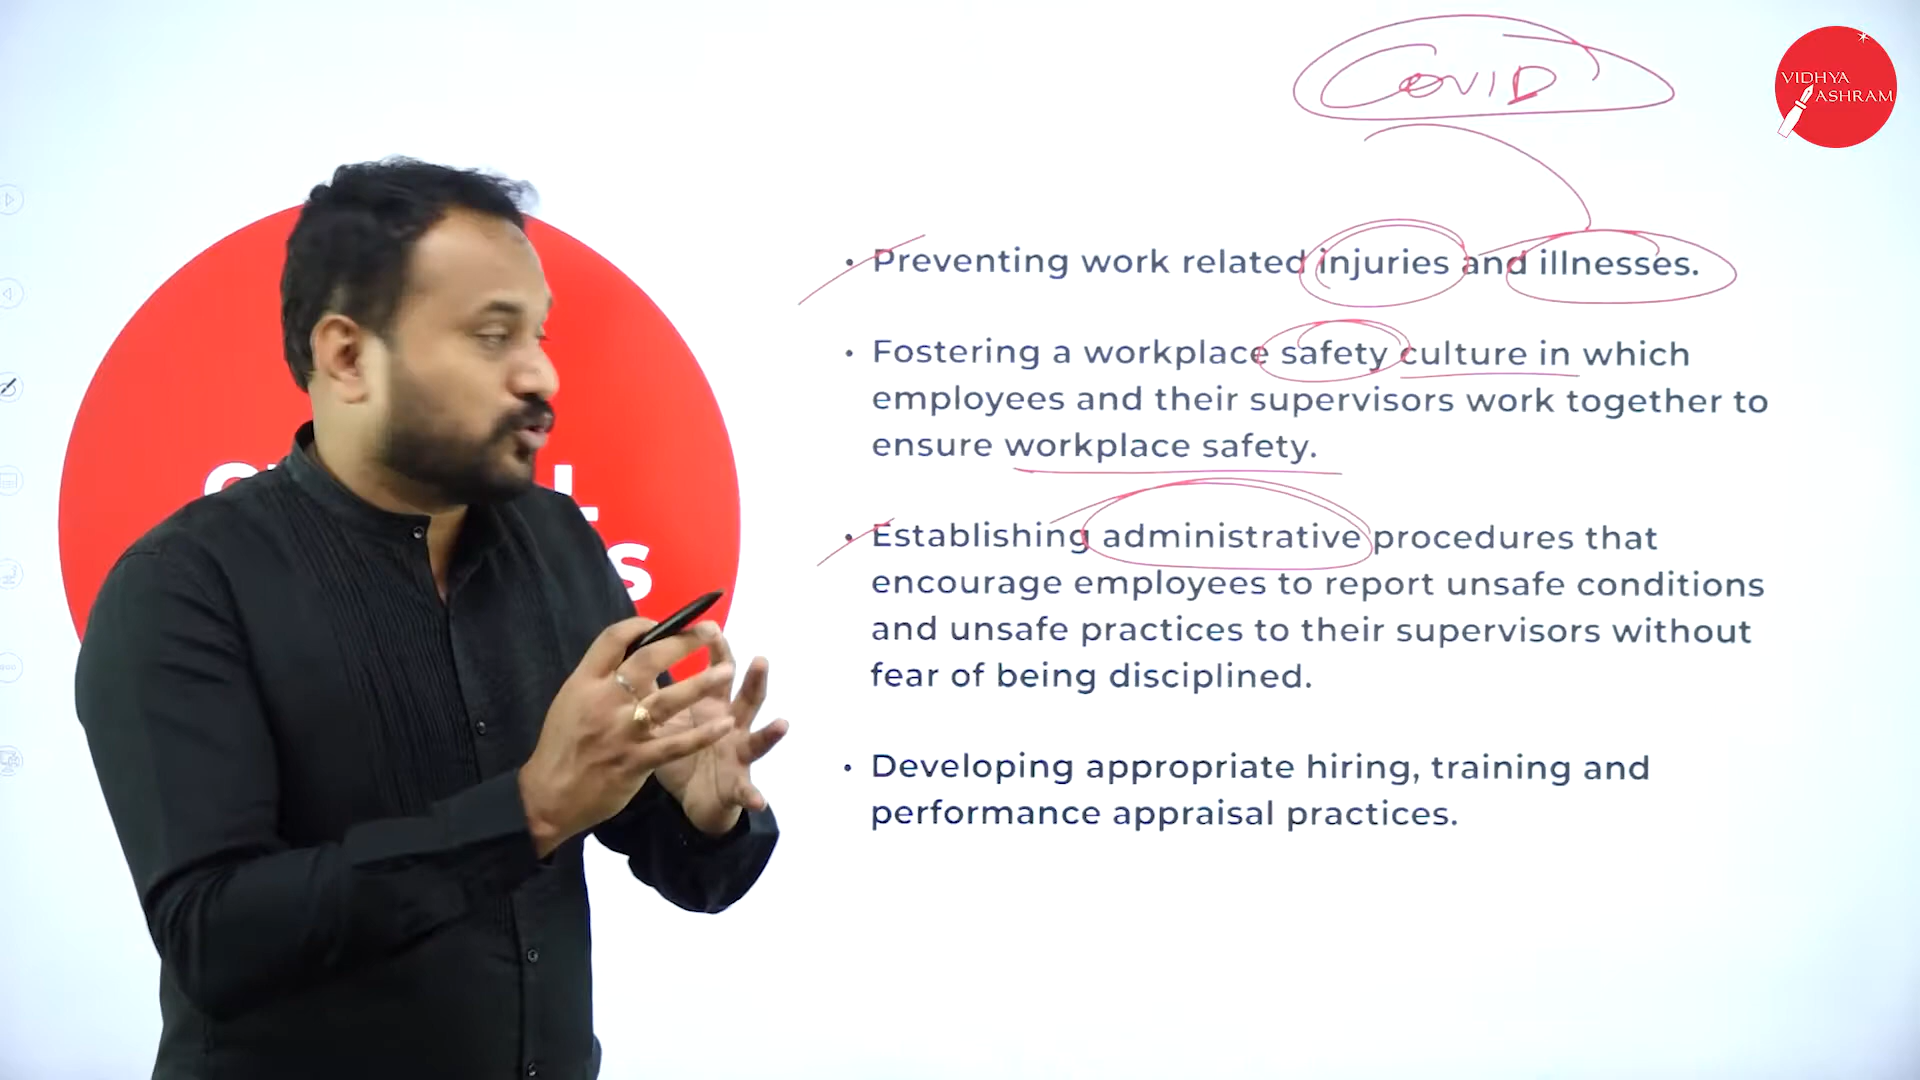 COVID
VIDHYA
ASHRAM
• Preventing work related injuries and illnesses.
• Fostering a workplace safety culture in which
employees and their supervisors work together to
ensure workplace safety.
• Establishing administrative procedures that
encourage employees to report unsafe conditions
and unsafe practices to their supervisors without
fear of being disciplined.
• Developing appropriate hiring, training and
performance appraisal practices.